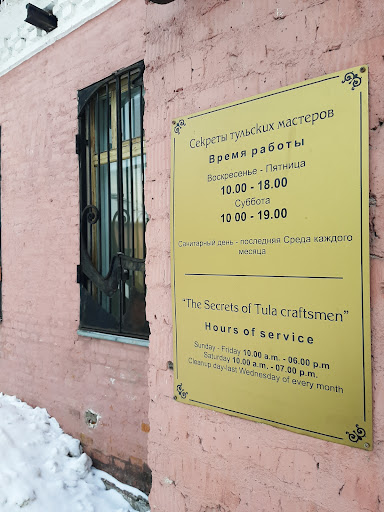 Секреты тульских мастеров
Время работы
Воскресенье - Пятница
10.00 - 18.00
Суббота
10 00 - 19.00
Санитарный день - последняя Среда каждого
месяца
"The Secrets of Tula craftsmen"
Hours of service
Sunday - Friday 10.00 a.m. - 06.00 p.m
Saturday 10.00 a.m. - 07.00 p.m.
Cleanup day-last Wednesday of every month